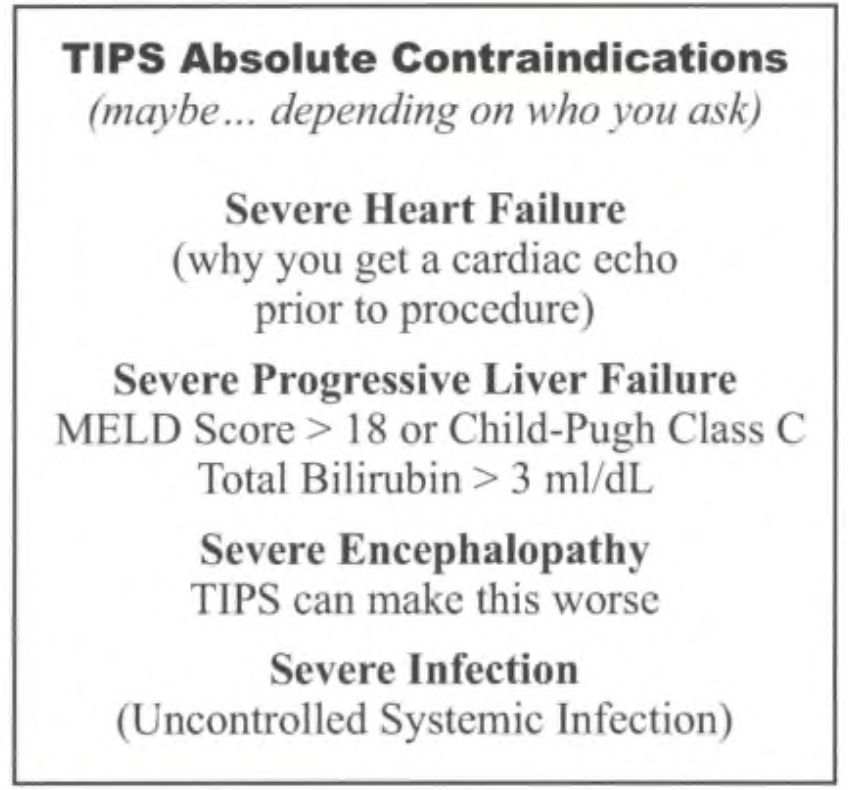 TIPS Absolute Contraindications
(maybe... depending on who you ask)
Severe Heart Failure
(why you get a cardiac echo
prior to procedure)
Severe Progressive Liver Failure
MELD Score > 18 or Child-Pugh Class C
Total Bilirubin > 3 ml/dL
Severe Encephalopathy
TIPS can make this worse
Severe Infection
(Uncontrolled Systemic Infection)